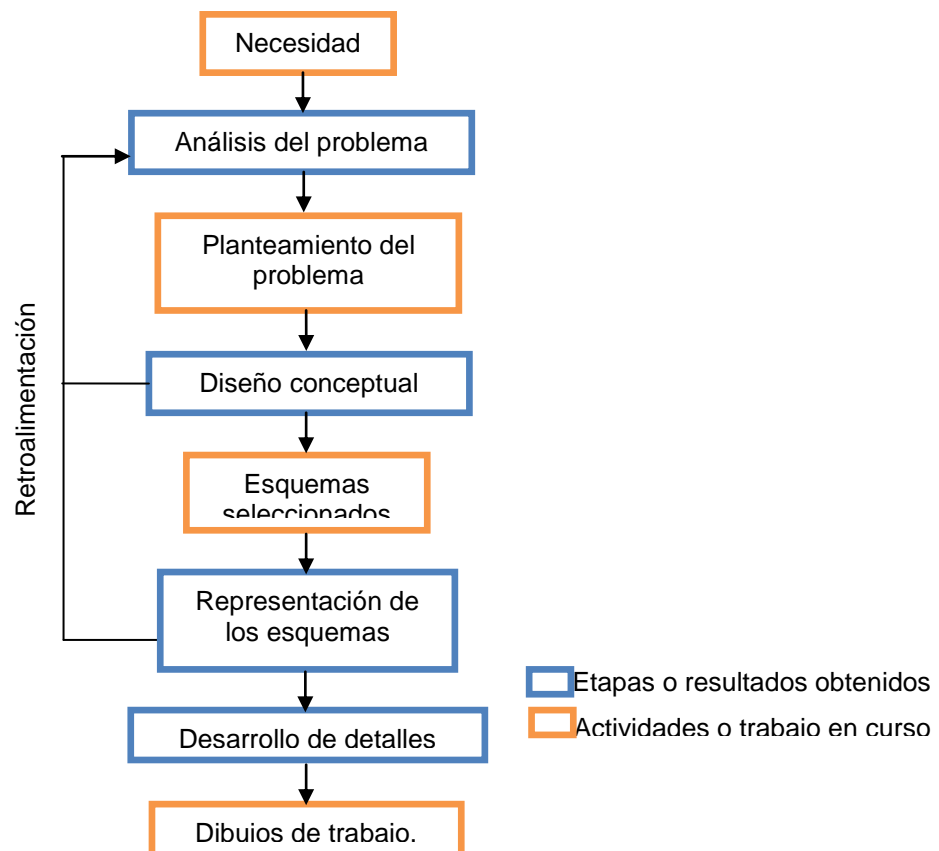 Necesidad
Análisis del problema
Planteamiento del
problema
Retroalimentación
Diseño conceptual
Esquemas
seleccionados
Representación de
los esquemas
Etapas o resultados obtenidos
Actividades o trabajo en curso
Desarrollo de detalles
Dibujos de trabajo.